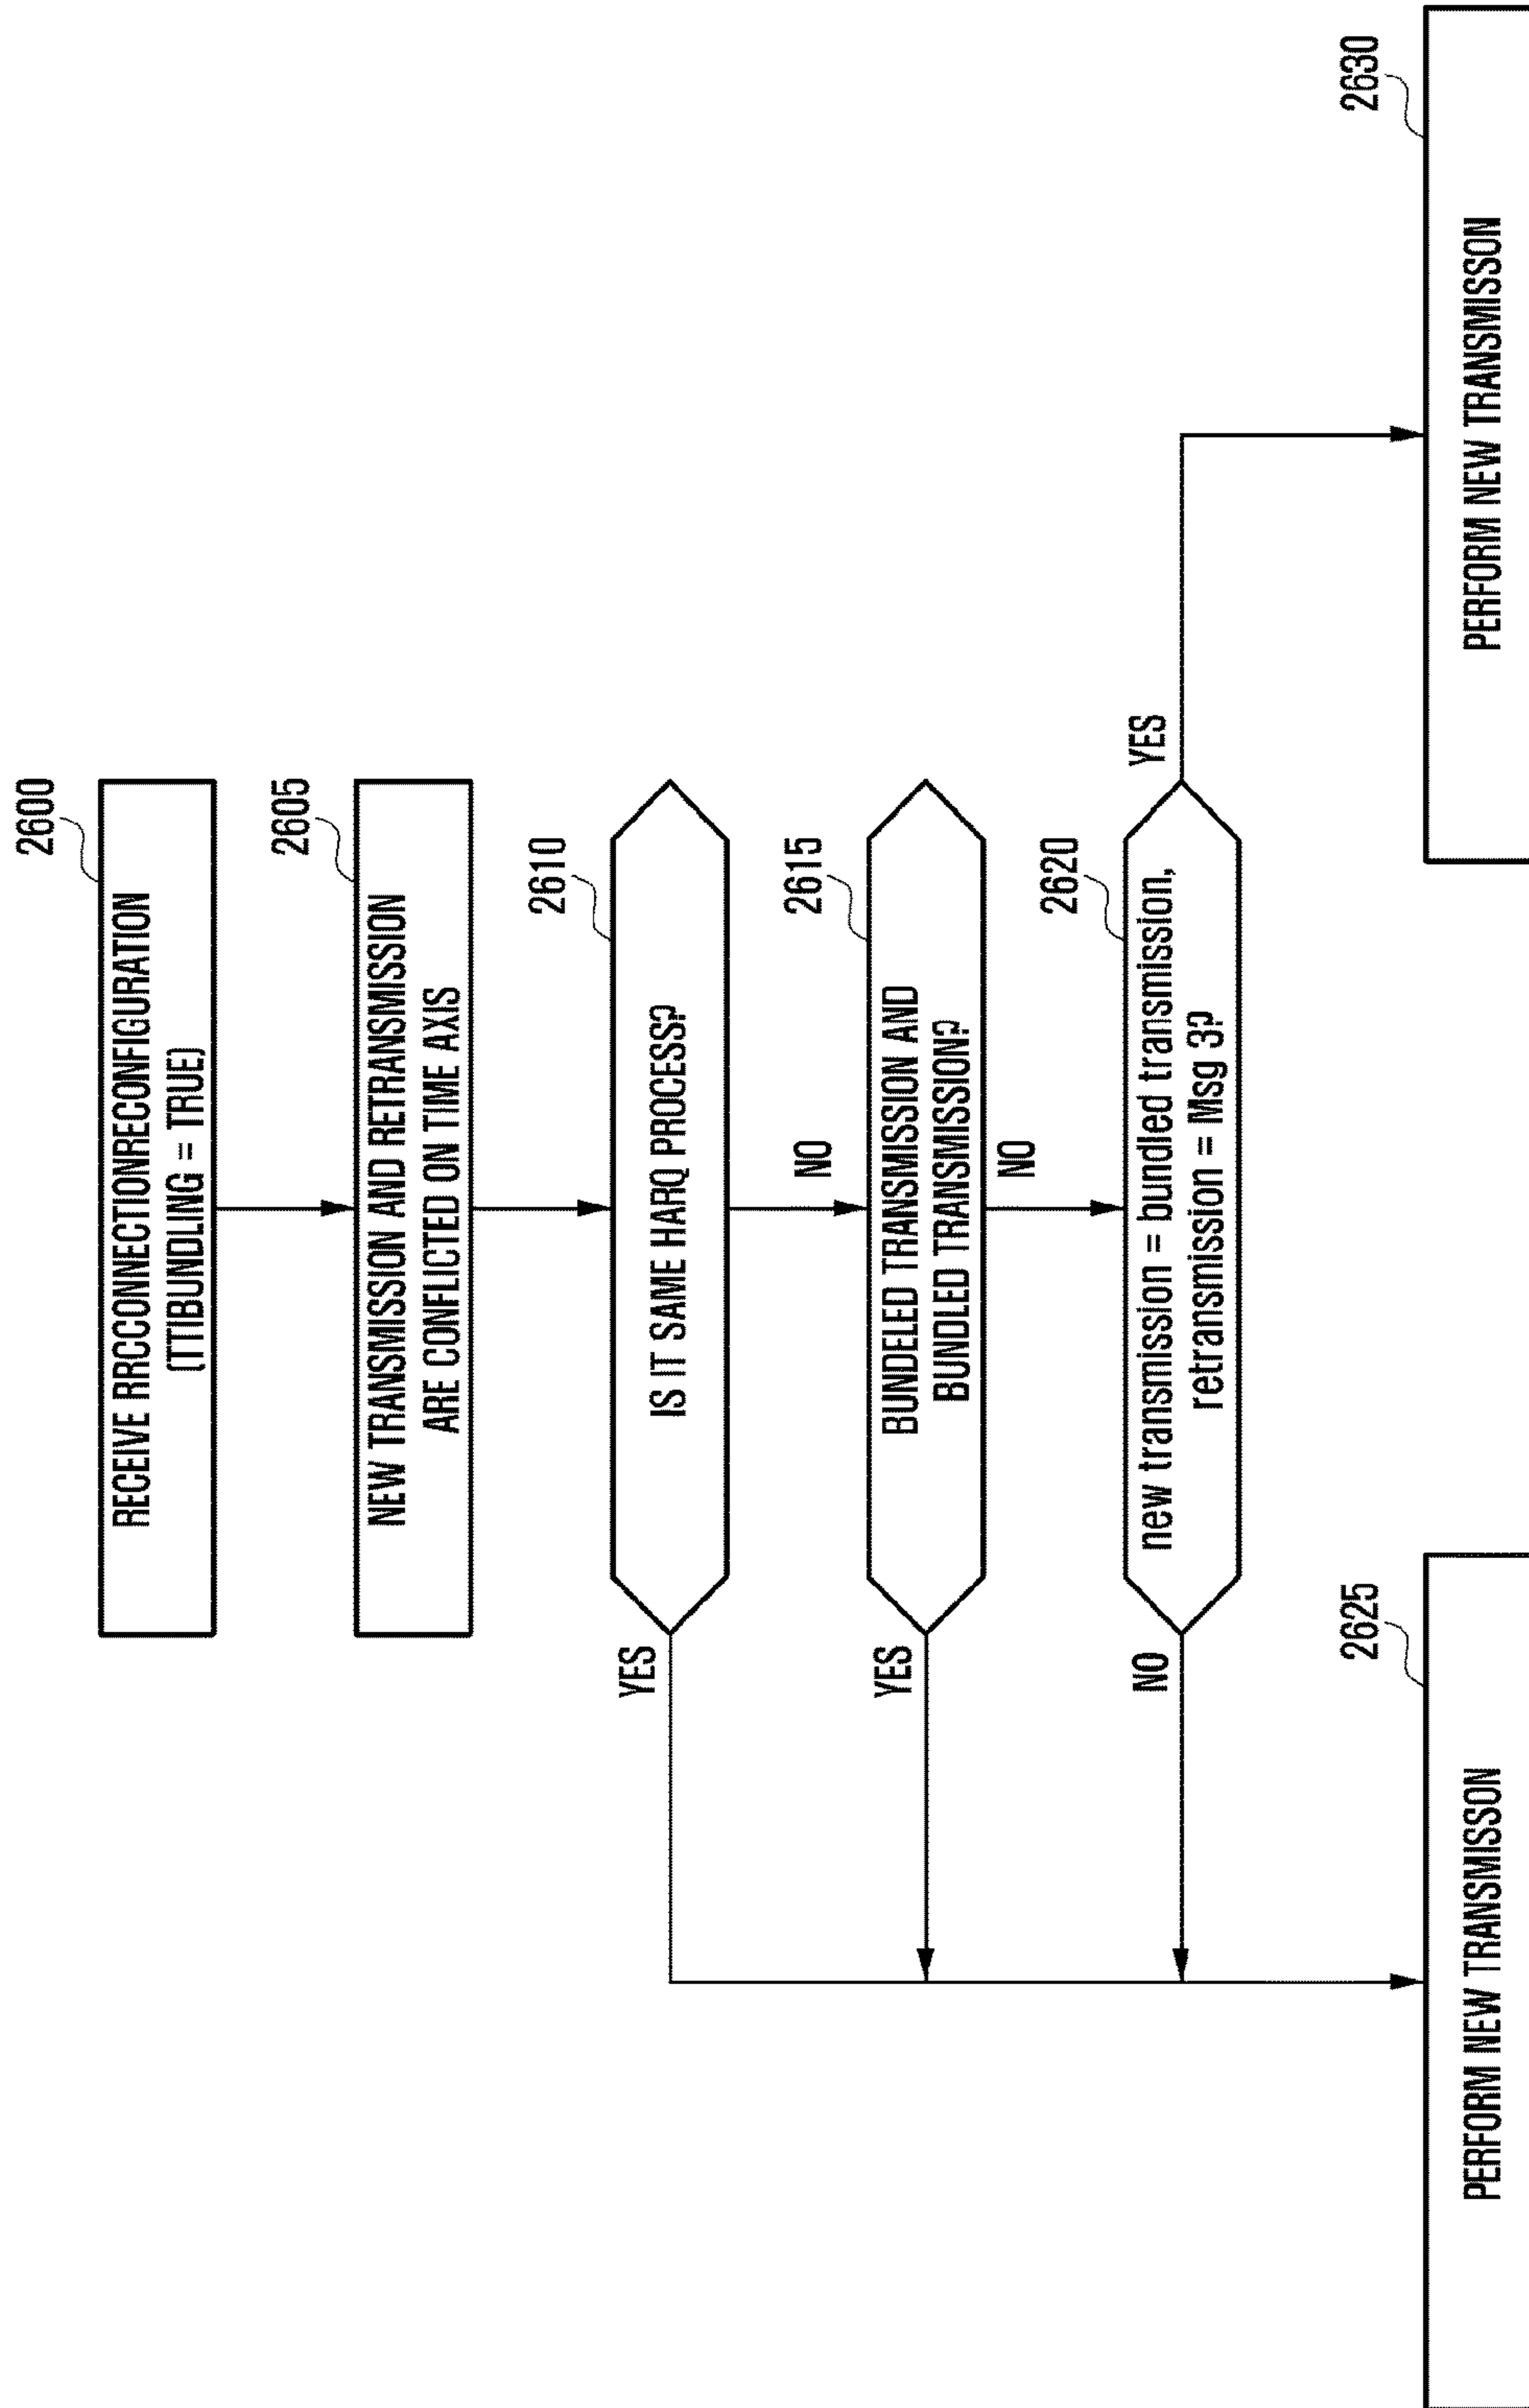 2600
RECEIVE RRCCONNECTIONRECONFIGURATION
(TTIBUNDLING = TRUE)
2605
NEW TRANSMISSION AND RETRANSMISSION
ARE CONFLICTED ON TIME AXIS
2610
IS IT SAME HARQ PROCESS?
YES
NO
2615
BUNDELED TRANSMISSION AND
BUNDLED TRANSMISSION?
YES
NO
2620
new transmission = bundled transmission,
retransmission = Msg 3?
NO
YES
2625
PERFORM NEW TRANSMISSON
2630
PERFORM NEW TRANSMISSON